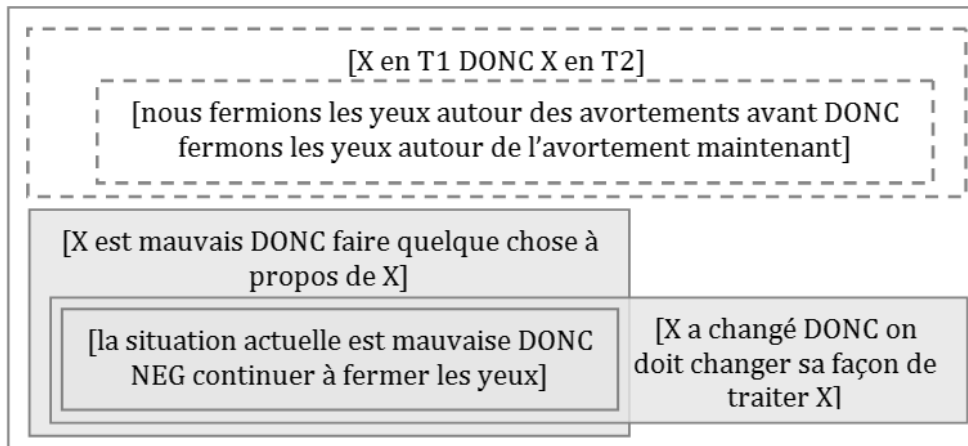 [X en T1 DONC X en T2]
[nous fermions les yeux autour des avortements avant DONC
fermons les yeux autour de l’avortement maintenant]
[X est mauvais DONC faire quelque chose à
propos de X]
[la situation actuelle est mauvaise DONC
NEG continuer à fermer les yeux]
[X a changé DONC on
doit changer sa façon de
traiter X]